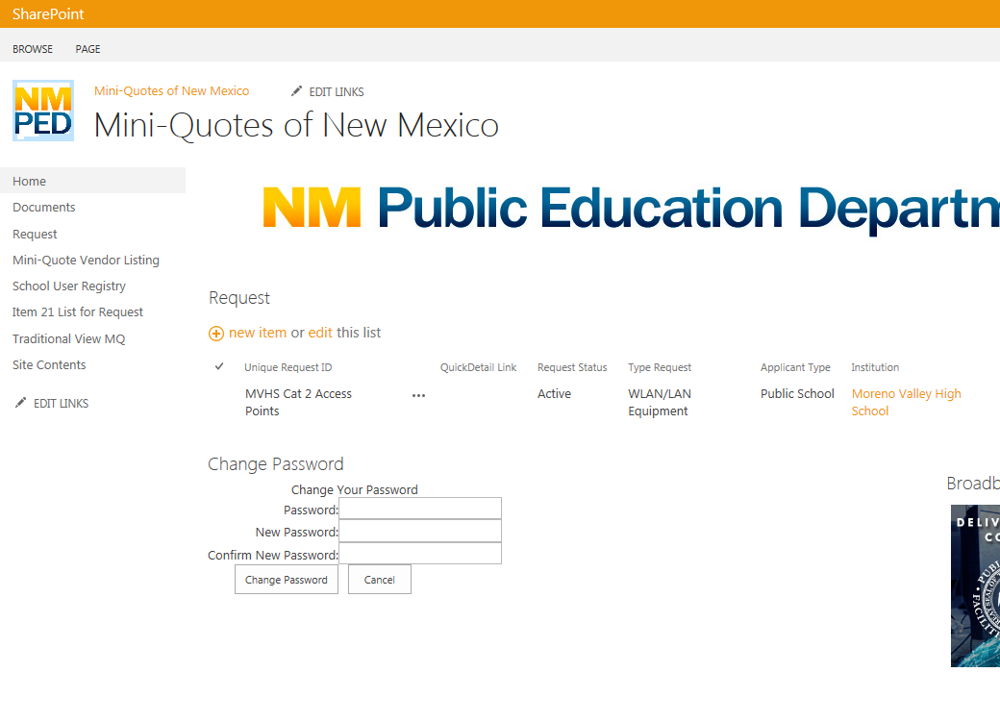 SharePoint
BROWSE PAGE
NM
PED
Mini-Quotes of New Mexico EDIT LINKS
Mini-Quotes of New Mexico
Home
Documents
Request
Mini-Quote Vendor Listing
School User Registry
Item 21 List for Request
Traditional View MQ
Site Contents
EDIT LINKS
NM Public Education Departm
Request
new item or edit this list
Unique Request ID QuickDetail Link Request Status Type Request Applicant Type Institution
MVHS Cat 2 Access ... Active WLAN/LAN Public School Moreno Valley High
Points Equipment School
Change Password
Change Your Password
Password:
New Password:
Confirm New Password:
Change Password Cancel
Broadb
DELIV
CO